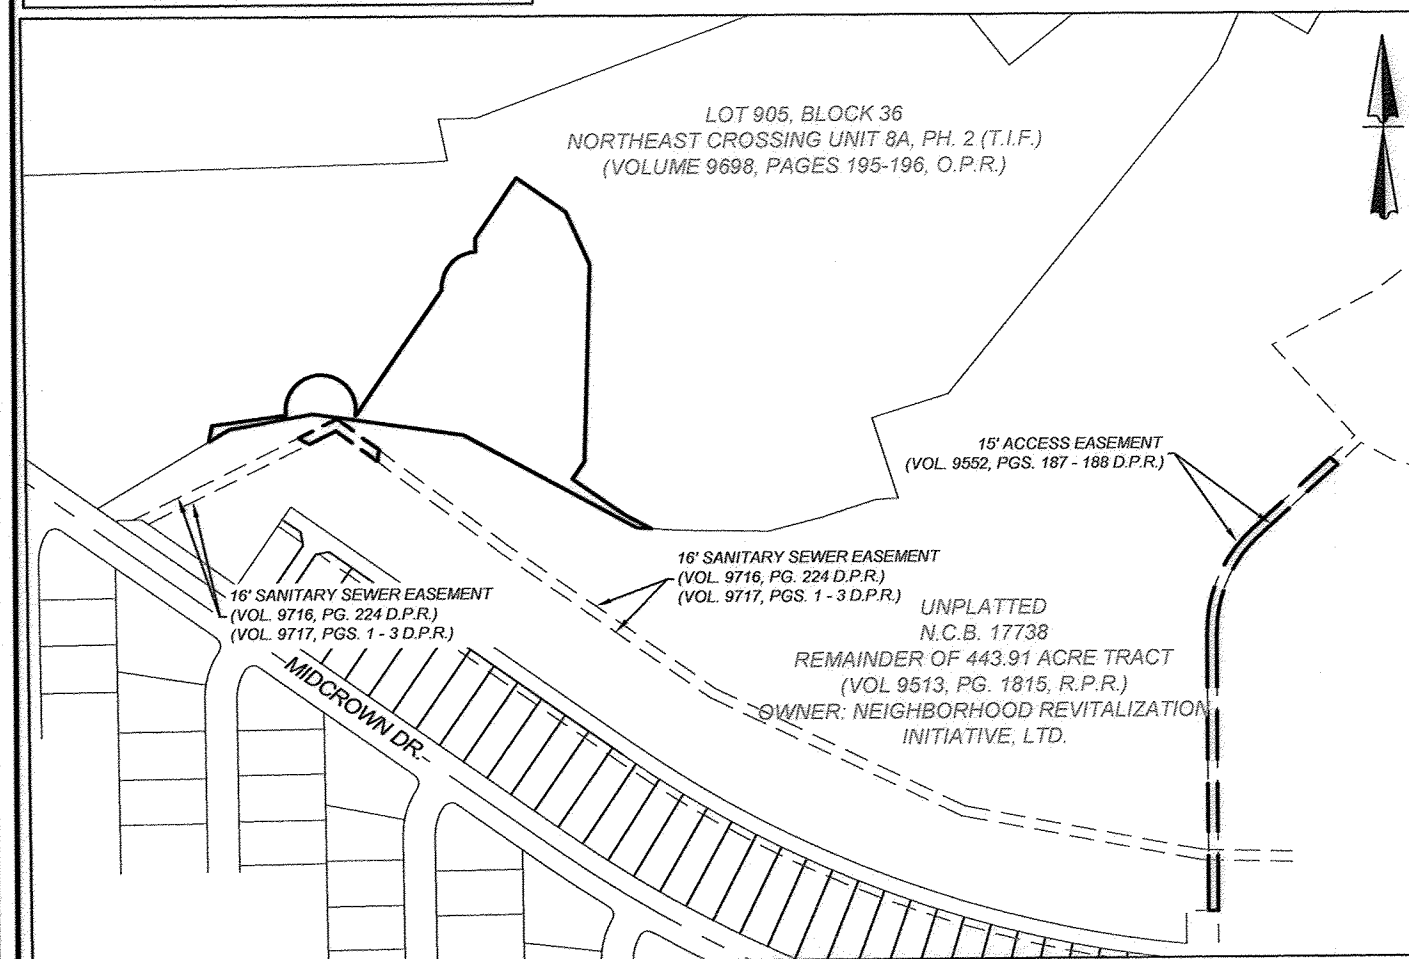 LOT 905, BLOCK 36
NORTHEAST CROSSING UNIT 8A, PH. 2 (T.I.F.)
(VOLUME 9698, PAGES 195-196, O.P.R.)
15' ACCESS EASEMENT
(VOL. 9552, PGS. 187 - 188 D.P.R.)
16' SANITARY SEWER EASEMENT
(VOL. 9716, PG. 224 D.P.R.)
(VOL. 9717, PGS. 1 - 3 D.P.R.)
16' SANITARY SEWER EASEMENT
(VOL. 9716, PG. 224 D.P.R.)
(VOL. 9717, PGS. 1 - 3 D.P.R.)
UNPLATTED
N.C.B. 17738
REMAINDER OF 443.91 ACRE TRACT
(VOL 9513, PG. 1815, R.P.R.)
OWNER: NEIGHBORHOOD REVITALIZATION
INITIATIVE, LTD.
MIDCROWN DR.